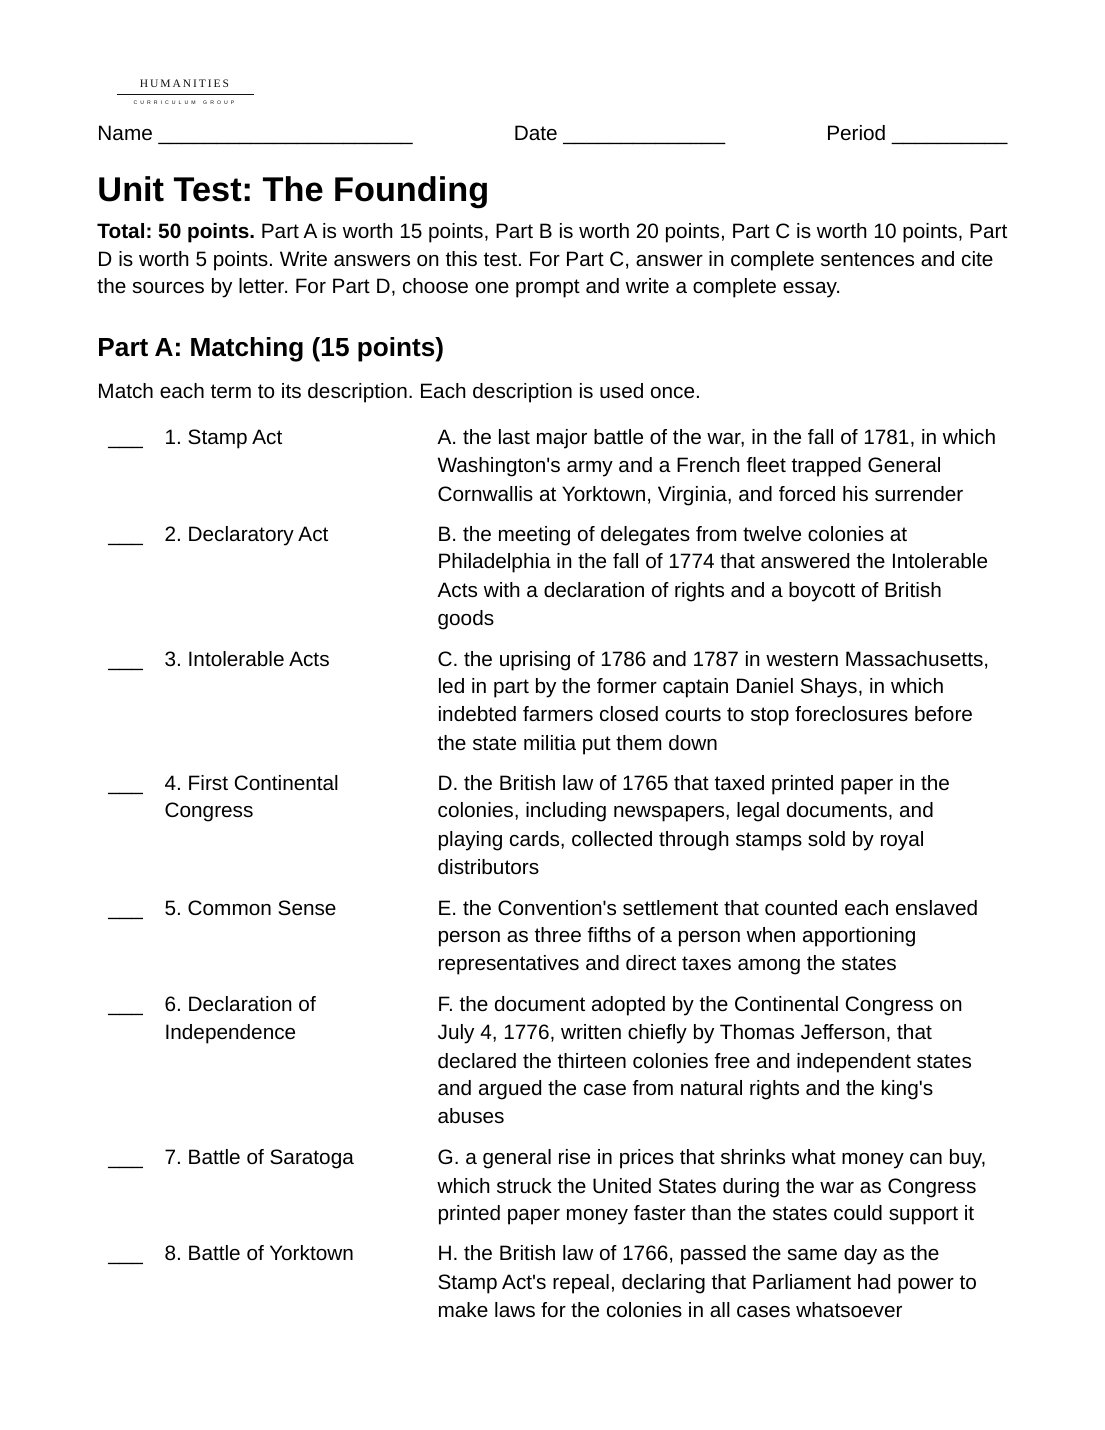 HUMANITIES
CURRICULUM GROUP
Name ______________________ Date ______________ Period __________
Unit Test: The Founding
Total: 50 points. Part A is worth 15 points, Part B is worth 20 points, Part C is worth 10 points, Part
D is worth 5 points. Write answers on this test. For Part C, answer in complete sentences and cite
the sources by letter. For Part D, choose one prompt and write a complete essay.
Part A: Matching (15 points)
Match each term to its description. Each description is used once.
___ 1. Stamp Act
A. the last major battle of the war, in the fall of 1781, in which
Washington's army and a French fleet trapped General
Cornwallis at Yorktown, Virginia, and forced his surrender
___ 2. Declaratory Act
B. the meeting of delegates from twelve colonies at
Philadelphia in the fall of 1774 that answered the Intolerable
Acts with a declaration of rights and a boycott of British
goods
___ 3. Intolerable Acts
C. the uprising of 1786 and 1787 in western Massachusetts,
led in part by the former captain Daniel Shays, in which
indebted farmers closed courts to stop foreclosures before
the state militia put them down
___ 4. First Continental
Congress
D. the British law of 1765 that taxed printed paper in the
colonies, including newspapers, legal documents, and
playing cards, collected through stamps sold by royal
distributors
___ 5. Common Sense
E. the Convention's settlement that counted each enslaved
person as three fifths of a person when apportioning
representatives and direct taxes among the states
___ 6. Declaration of
Independence
F. the document adopted by the Continental Congress on
July 4, 1776, written chiefly by Thomas Jefferson, that
declared the thirteen colonies free and independent states
and argued the case from natural rights and the king's
abuses
___ 7. Battle of Saratoga
G. a general rise in prices that shrinks what money can buy,
which struck the United States during the war as Congress
printed paper money faster than the states could support it
___ 8. Battle of Yorktown
H. the British law of 1766, passed the same day as the
Stamp Act's repeal, declaring that Parliament had power to
make laws for the colonies in all cases whatsoever